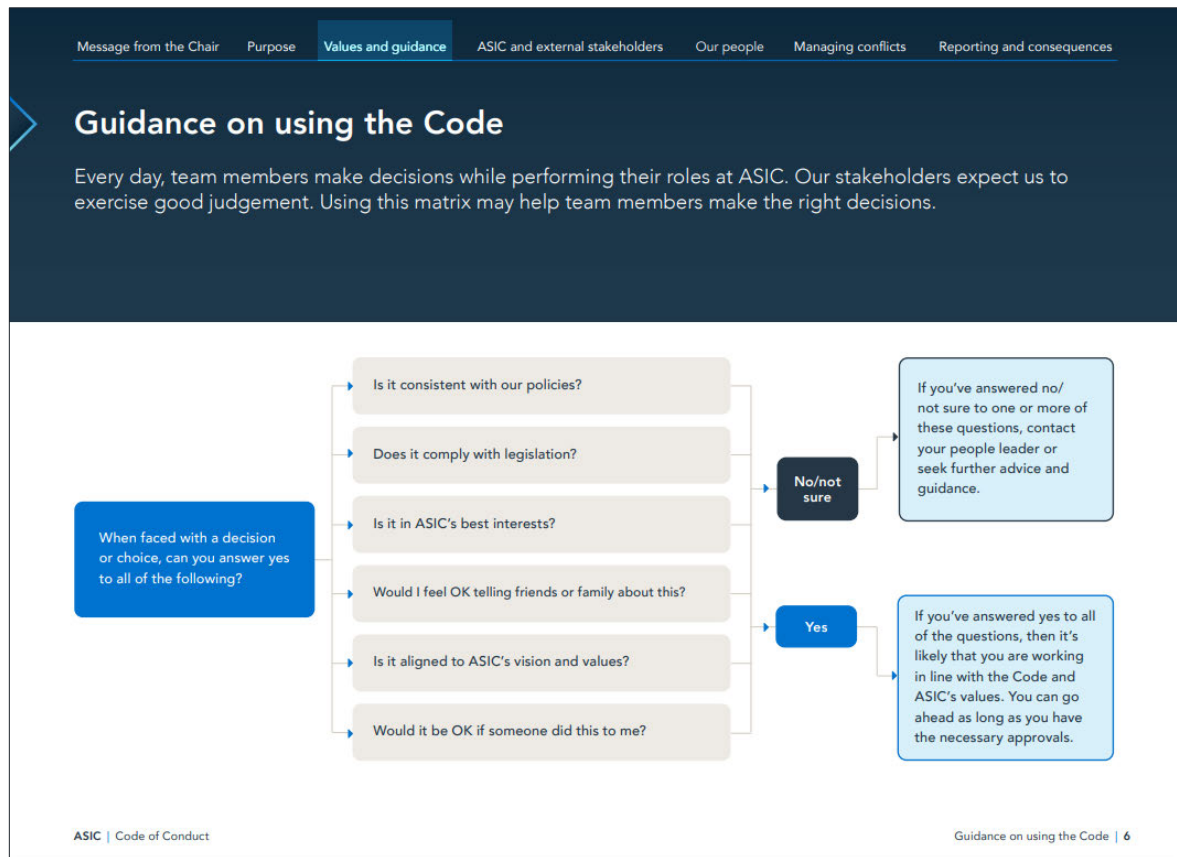 Message from the Chair Purpose Values and guidance ASIC and external stakeholders Our people Managing conflicts Reporting and consequences
Guidance on using the Code
Every day, team members make decisions while performing their roles at ASIC. Our stakeholders expect us to
exercise good judgement. Using this matrix may help team members make the right decisions.
When faced with a decision
or choice, can you answer yes
to all of the following?
Is it consistent with our policies?
Does it comply with legislation?
Is it in ASIC's best interests?
Would I feel OK telling friends or family about this?
Is it aligned to ASIC's vision and values?
Would it be OK if someone did this to me?
No/not
sure
If you've answered no/
not sure to one or more of
these questions, contact
your people leader or
seek further advice and
guidance.
Yes
If you've answered yes to all
of the questions, then it's
likely that you are working
in line with the Code and
ASIC's values. You can go
ahead as long as you have
the necessary approvals.
ASIC | Code of Conduct
Guidance on using the Code | 6